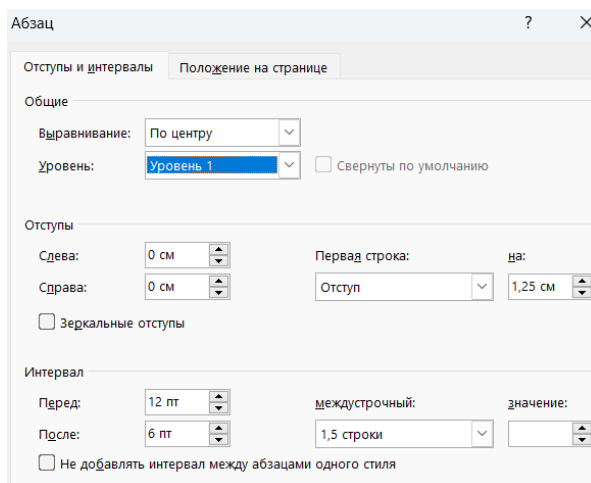 Абзац ?
Отступы и интервалы Положение на странице
Общие
Выравнивание: По центру
Уровень: Уровень 1 Свернуты по умолчанию
Отступы
Слева: 0 см Первая строка: на:
Справа: 0 см Отступ 1,25 см
Зеркальные отступы
Интервал
Перед: 12 пт междустрочный: значение:
После: 6 пт 1,5 строки
Не добавлять интервал между абзацами одного стиля